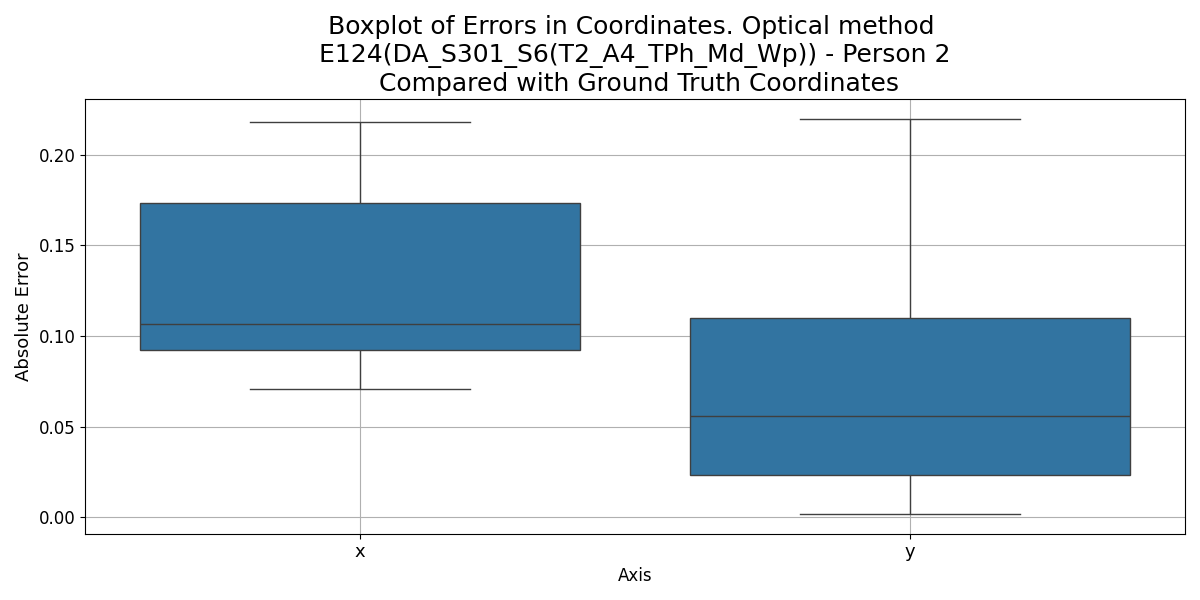 Boxplot of Errors in Coordinates. Optical method
E124(DA_S301_S6(T2_A4_TPh_Md_Wp)) - Person 2
Compared with Ground Truth Coordinates
0.20
0.15
0.10
0.05
0.00
Absolute Error
x
y
Axis